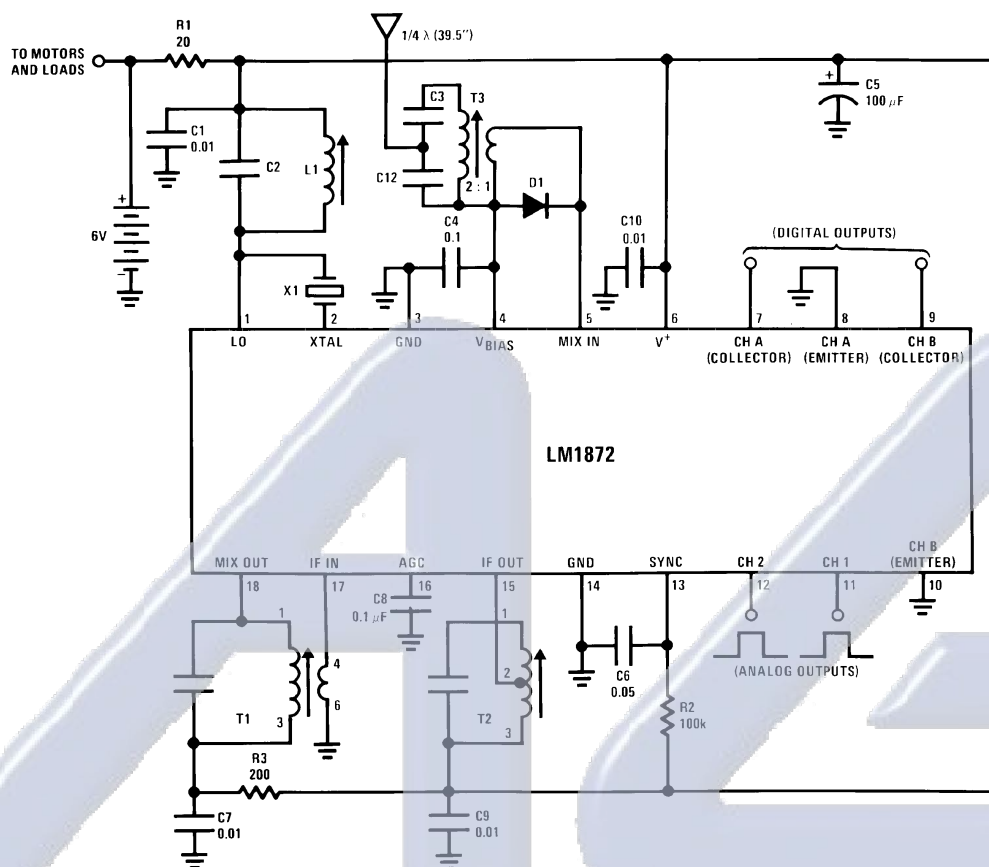 R1
20
TO MOTORS
AND LOADS
1/4 λ (39.5")
C3
T3
+
C5
100 μF
C1
0.01
C2
L1
C12
2 : 1
D1
+
6V
−
C4
0.1
C10
0.01
(DIGITAL OUTPUTS)
X1
1 2 3 4 5 6 7 8 9
LO XTAL GND VBIAS MIX IN V+ CH A CH A CH B
(COLLECTOR) (EMITTER) (COLLECTOR)
LM1872
MIX OUT IF IN AGC IF OUT GND SYNC CH 2 CH 1 CH B
(EMITTER)
18 17 16 15 14 13 12 11 10
C8
0.1 μF
1
4
6
3
T1
1
2
3
T2
C6
0.05
(ANALOG OUTPUTS)
R2
100k
R3
200
C7
0.01
C9
0.01